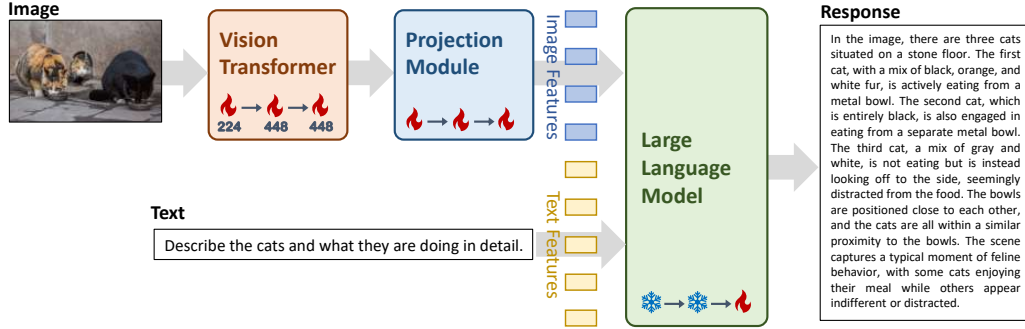 Image
Vision
Transformer
224 448 448
Projection
Module
Image Features
Text Features
Text
Describe the cats and what they are doing in detail.
Large
Language
Model
Response
In the image, there are three cats
situated on a stone floor. The first
cat, with a mix of black, orange, and
white fur, is actively eating from a
metal bowl. The second cat, which
is entirely black, is also engaged in
eating from a separate metal bowl.
The third cat, a mix of gray and
white, is not eating but is instead
looking off to the side, seemingly
distracted from the food. The bowls
are positioned close to each other,
and the cats are all within a similar
proximity to the bowls. The scene
captures a typical moment of feline
behavior, with some cats enjoying
their meal while others appear
indifferent or distracted.